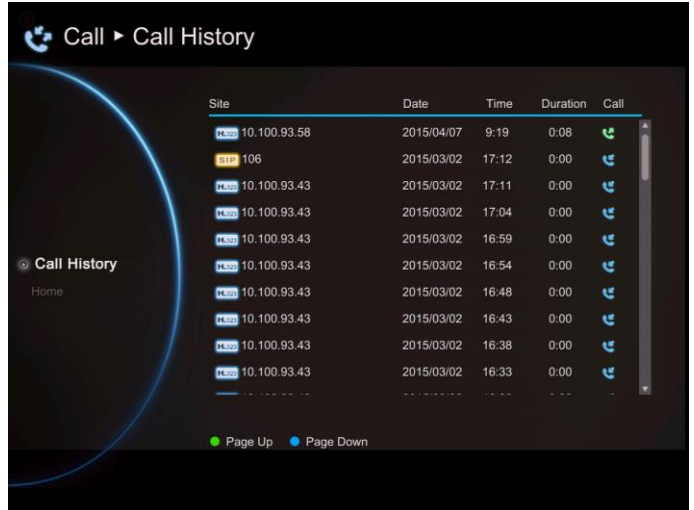 Call ► Call History
Site Date Time Duration Call
H.323 10.100.93.58 2015/04/07 9:19 0:08
SIP 106 2015/03/02 17:12 0:00
H.323 10.100.93.43 2015/03/02 17:11 0:00
H.323 10.100.93.43 2015/03/02 17:04 0:00
H.323 10.100.93.43 2015/03/02 16:59 0:00
H.323 10.100.93.43 2015/03/02 16:54 0:00
H.323 10.100.93.43 2015/03/02 16:48 0:00
H.323 10.100.93.43 2015/03/02 16:43 0:00
H.323 10.100.93.43 2015/03/02 16:38 0:00
H.323 10.100.93.43 2015/03/02 16:33 0:00
Call History
Home
Page Up Page Down